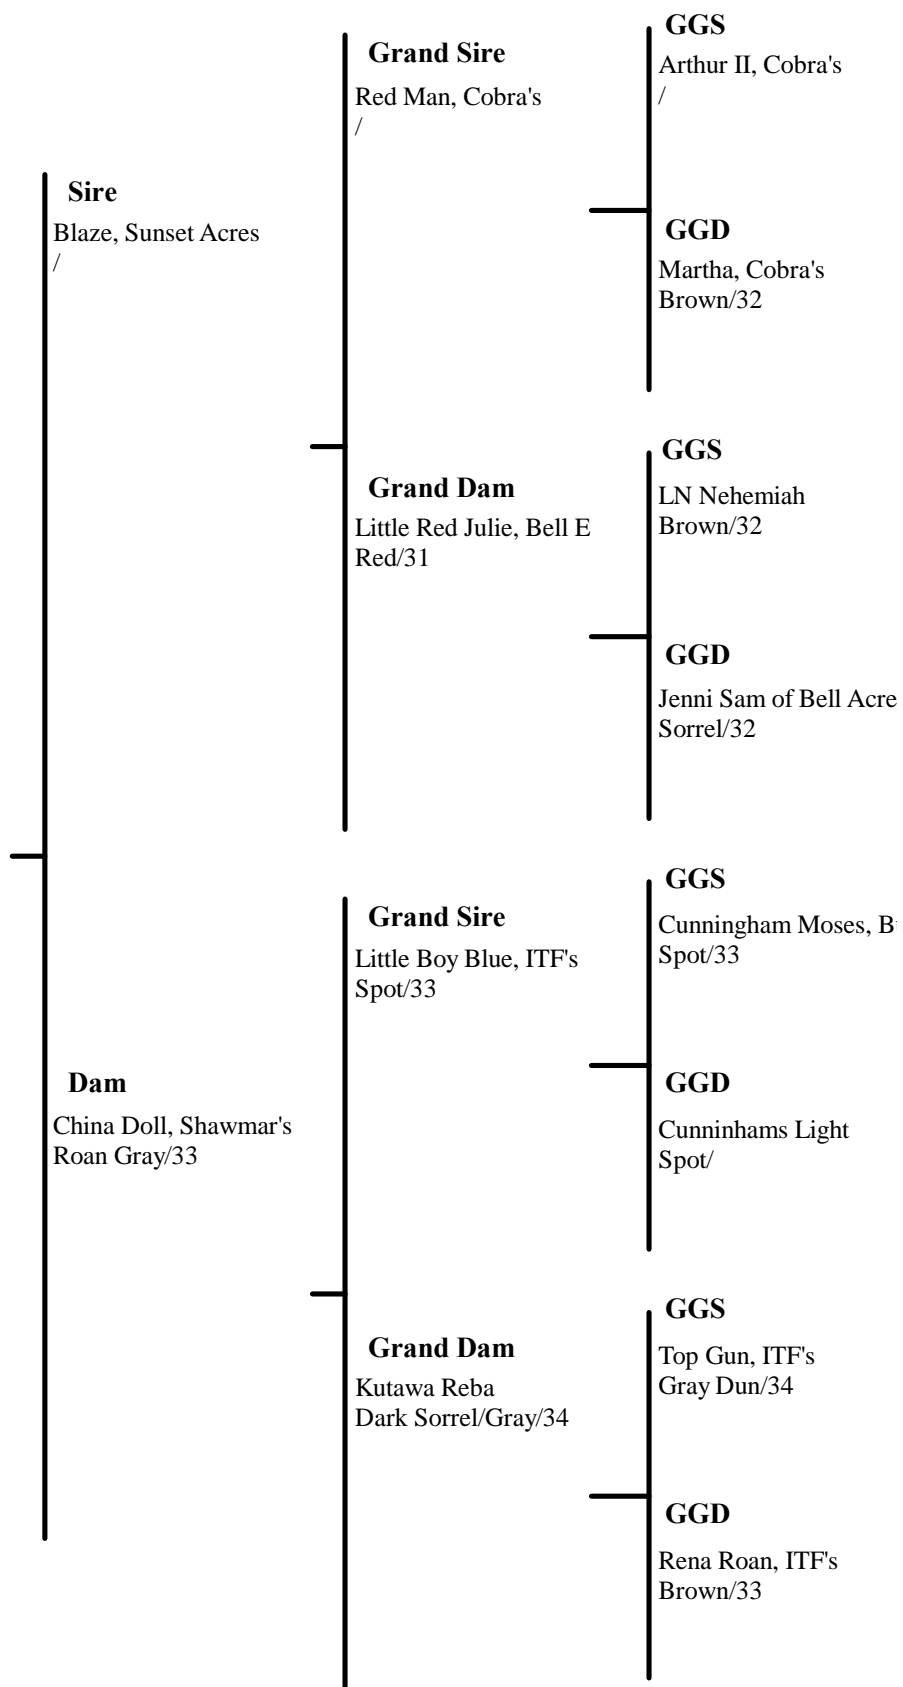 Sire
Blaze, Sunset Acres
/
Dam
China Doll, Shawmar's
Roan Gray/33
Grand Sire
Red Man, Cobra's
/
Grand Dam
Little Red Julie, Bell E
Red/31
Grand Sire
Little Boy Blue, ITF's
Spot/33
Grand Dam
Kutawa Reba
Dark Sorrel/Gray/34
GGS
Arthur II, Cobra's
/
GGD
Martha, Cobra's
Brown/32
GGS
LN Nehemiah
Brown/32
GGD
Jenni Sam of Bell Acre
Sorrel/32
GGS
Cunningham Moses,
Spot/33
GGD
Cunninhams Light
Spot/
GGS
Top Gun, ITF's
Gray Dun/34
GGD
Rena Roan, ITF's
Brown/33